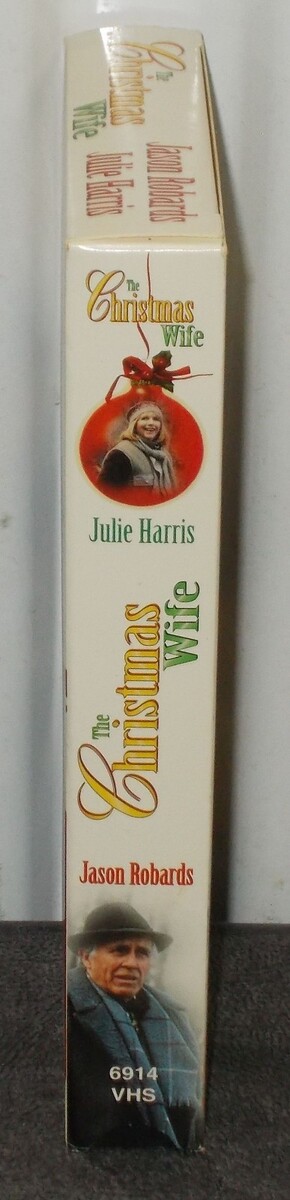 The
Christmas
Wife
Jason Robards
Julie Harris
The
Christmas
Wife
Julie Harris
The
Christmas
Wife
Jason Robards
6914
VHS